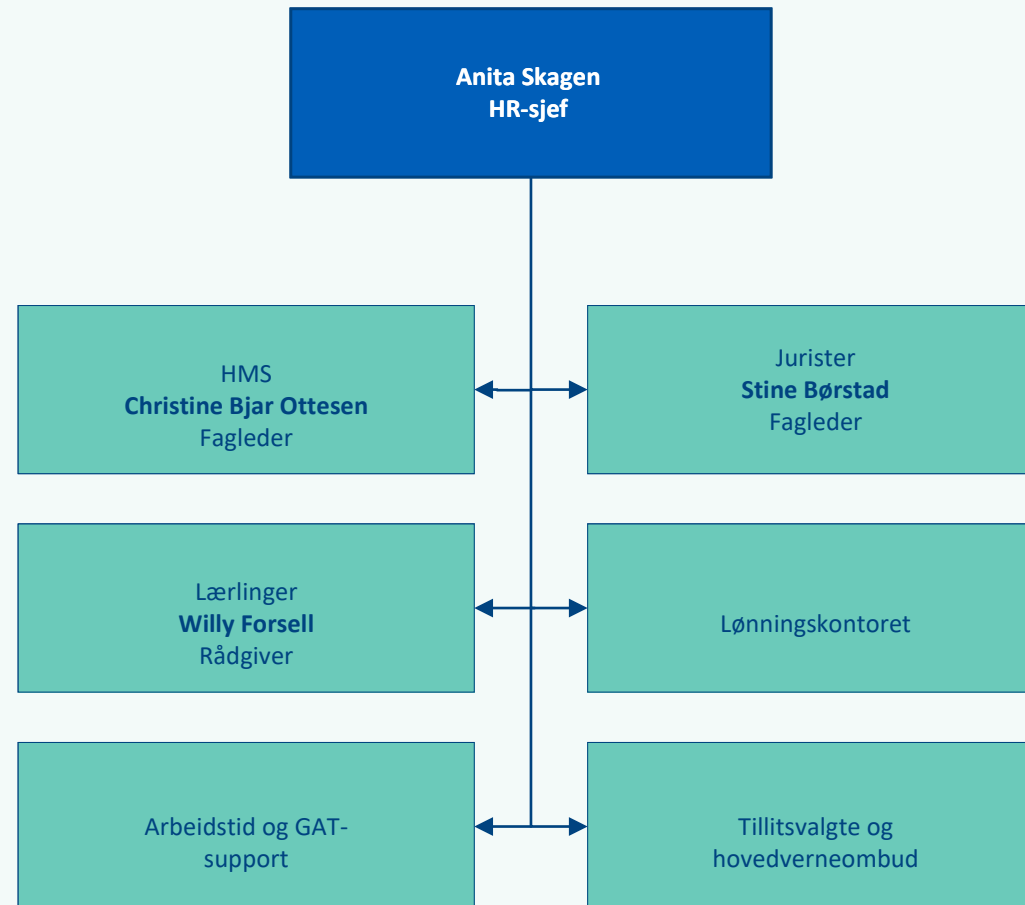 Anita Skagen
HR-sjef
HMS
Christine Bjar Ottesen
Fagleder
Jurister
Stine Børstad
Fagleder
Lærlinger
Willy Forsell
Rådgiver
Lønningskontoret
Arbeidstid og GAT-
support
Tillitsvalgte og
hovedverneombud